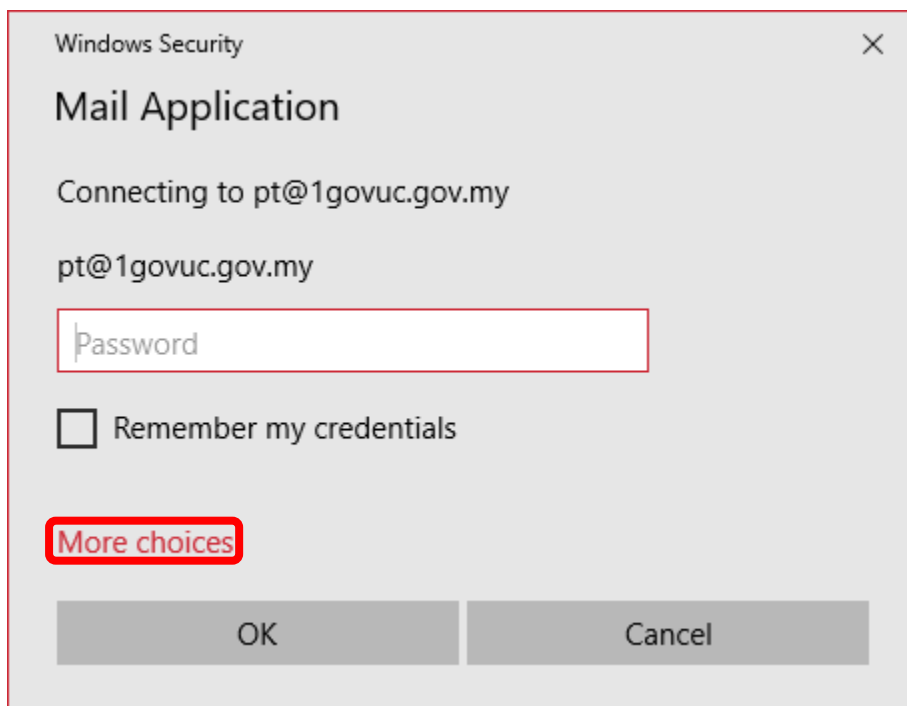 Windows Security
Mail Application
Connecting to pt@1govuc.gov.my
pt@1govuc.gov.my
Password
Remember my credentials
More choices
OK
Cancel